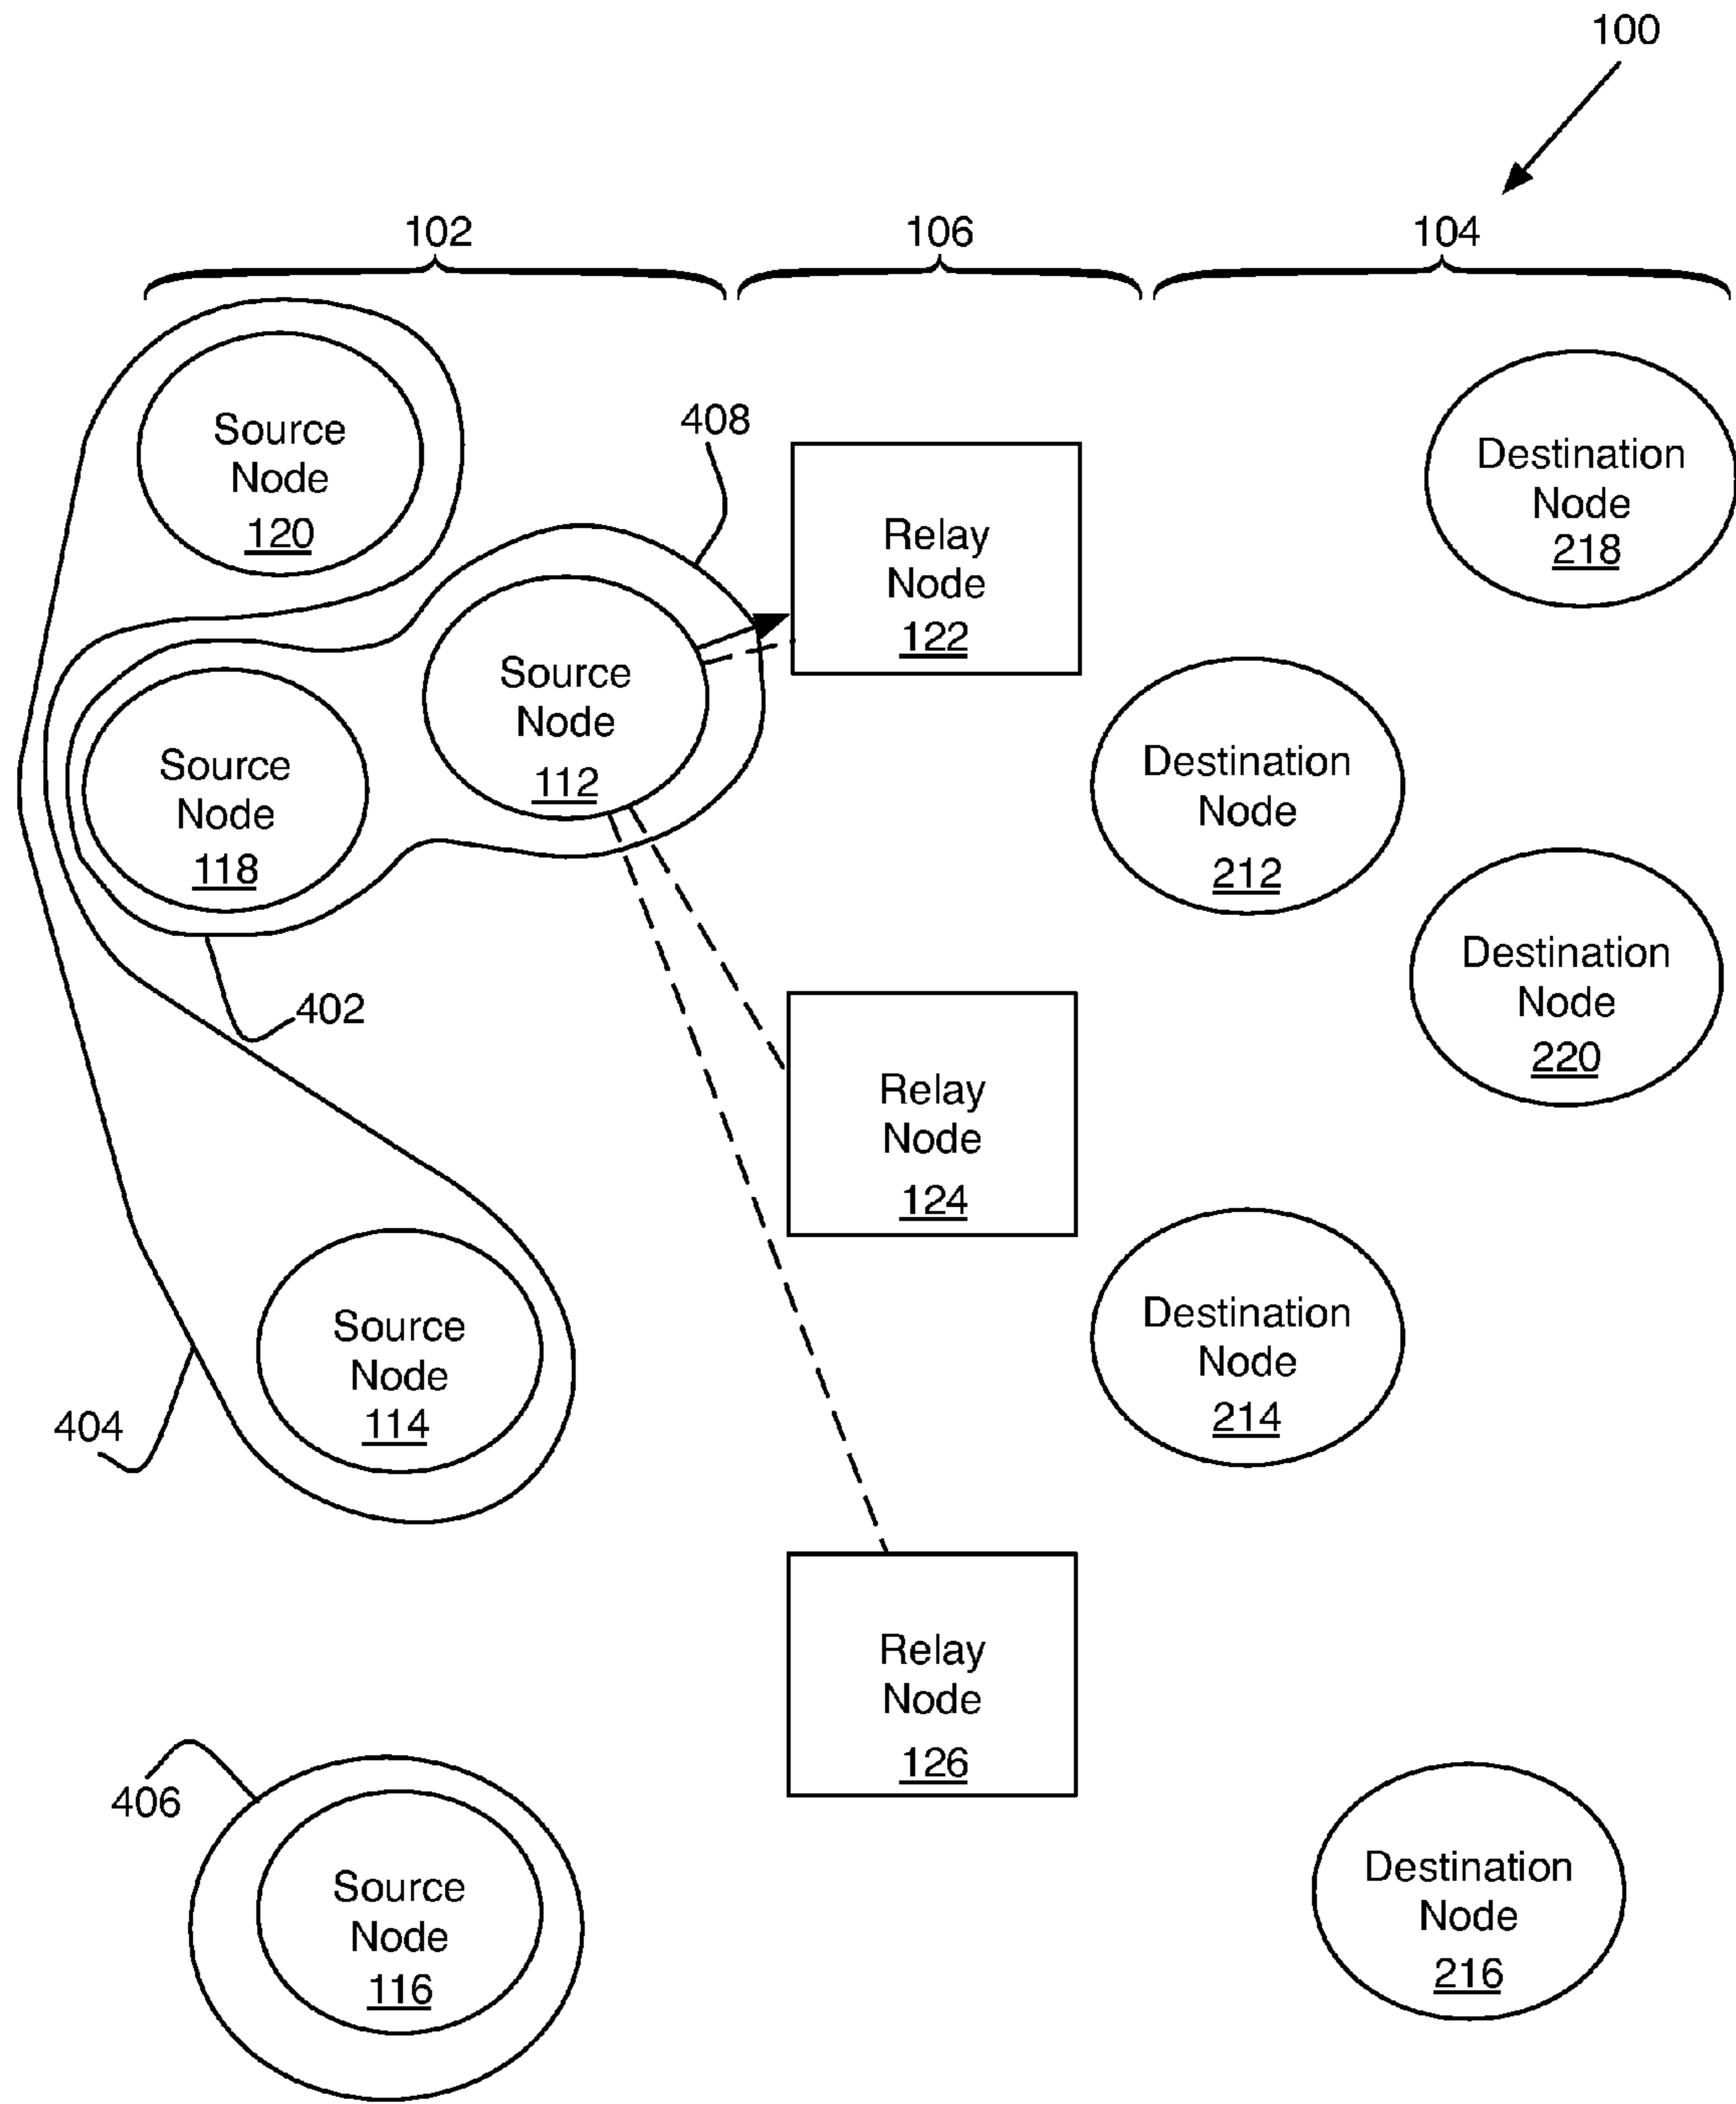 100
102
106
104
Source
Node
120
408
Relay
Node
122
Destination
Node
218
Source
Node
112
Source
Node
118
Destination
Node
212
402
Destination
Node
220
Relay
Node
124
Source
Node
114
404
Destination
Node
214
Relay
Node
126
406
Source
Node
116
Destination
Node
216